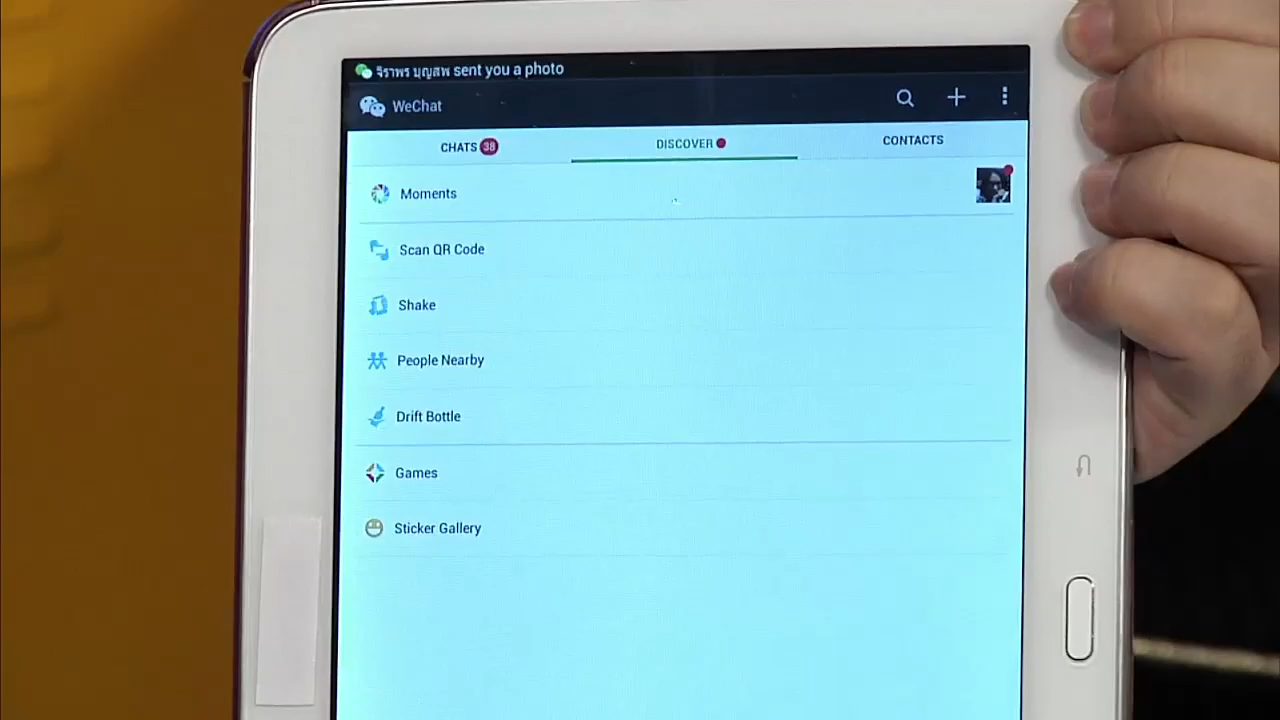 จิราพร บุญสพ sent you a photo
WeChat
CHATS 38 DISCOVER CONTACTS
Moments
Scan QR Code
Shake
People Nearby
Drift Bottle
Games
Sticker Gallery